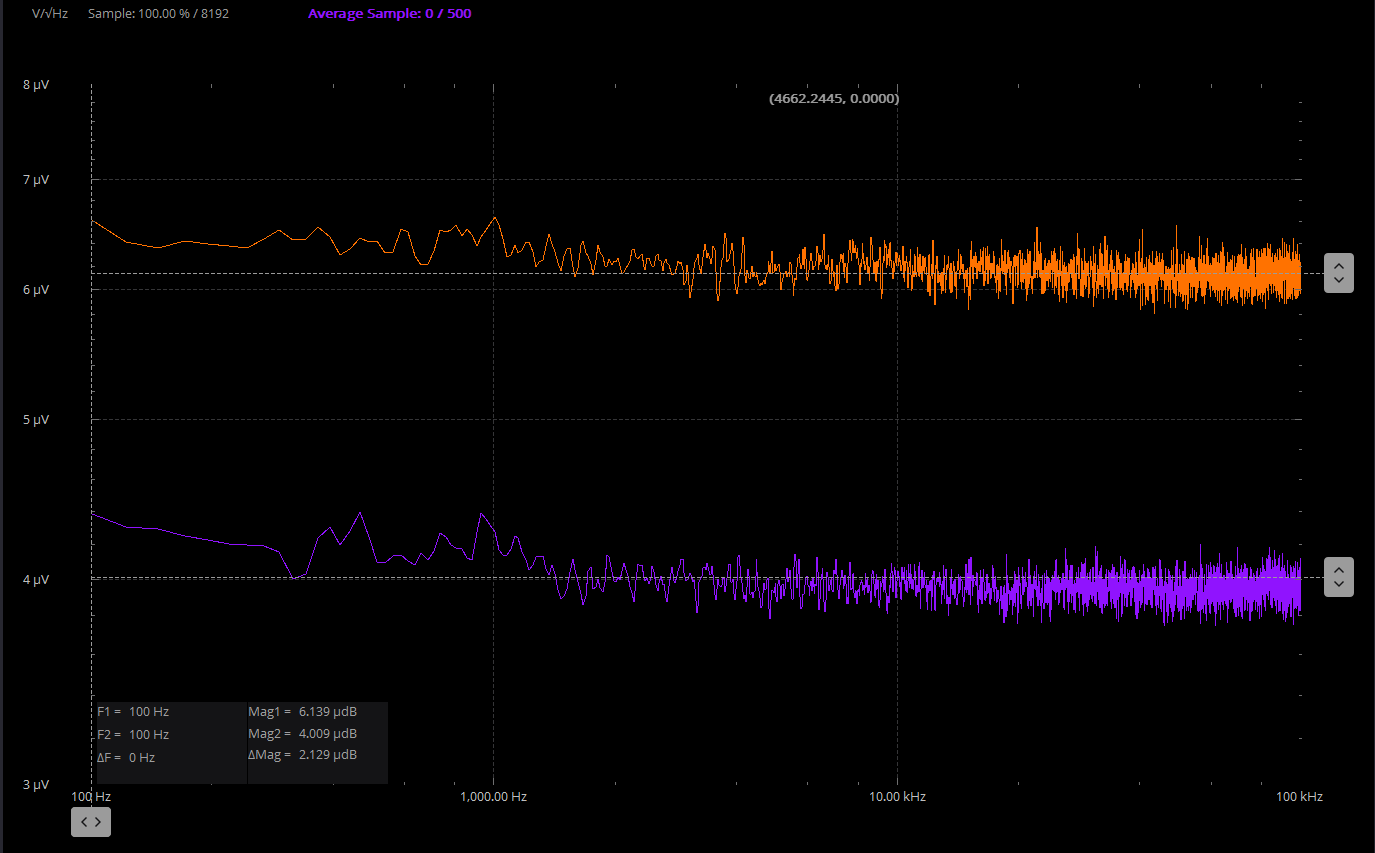 V/√Hz Sample: 100.00 % / 8192 Average Sample: 0 / 500
8 µV
(4662.2445, 0.0000)
7 µV
6 µV
5 µV
4 µV
F1 = 100 Hz Mag1 = 6.139 µdB
F2 = 100 Hz Mag2 = 4.009 µdB
ΔF = 0 Hz ΔMag = 2.129 µdB
3 µV
100 Hz 1,000.00 Hz 10.00 kHz 100 kHz